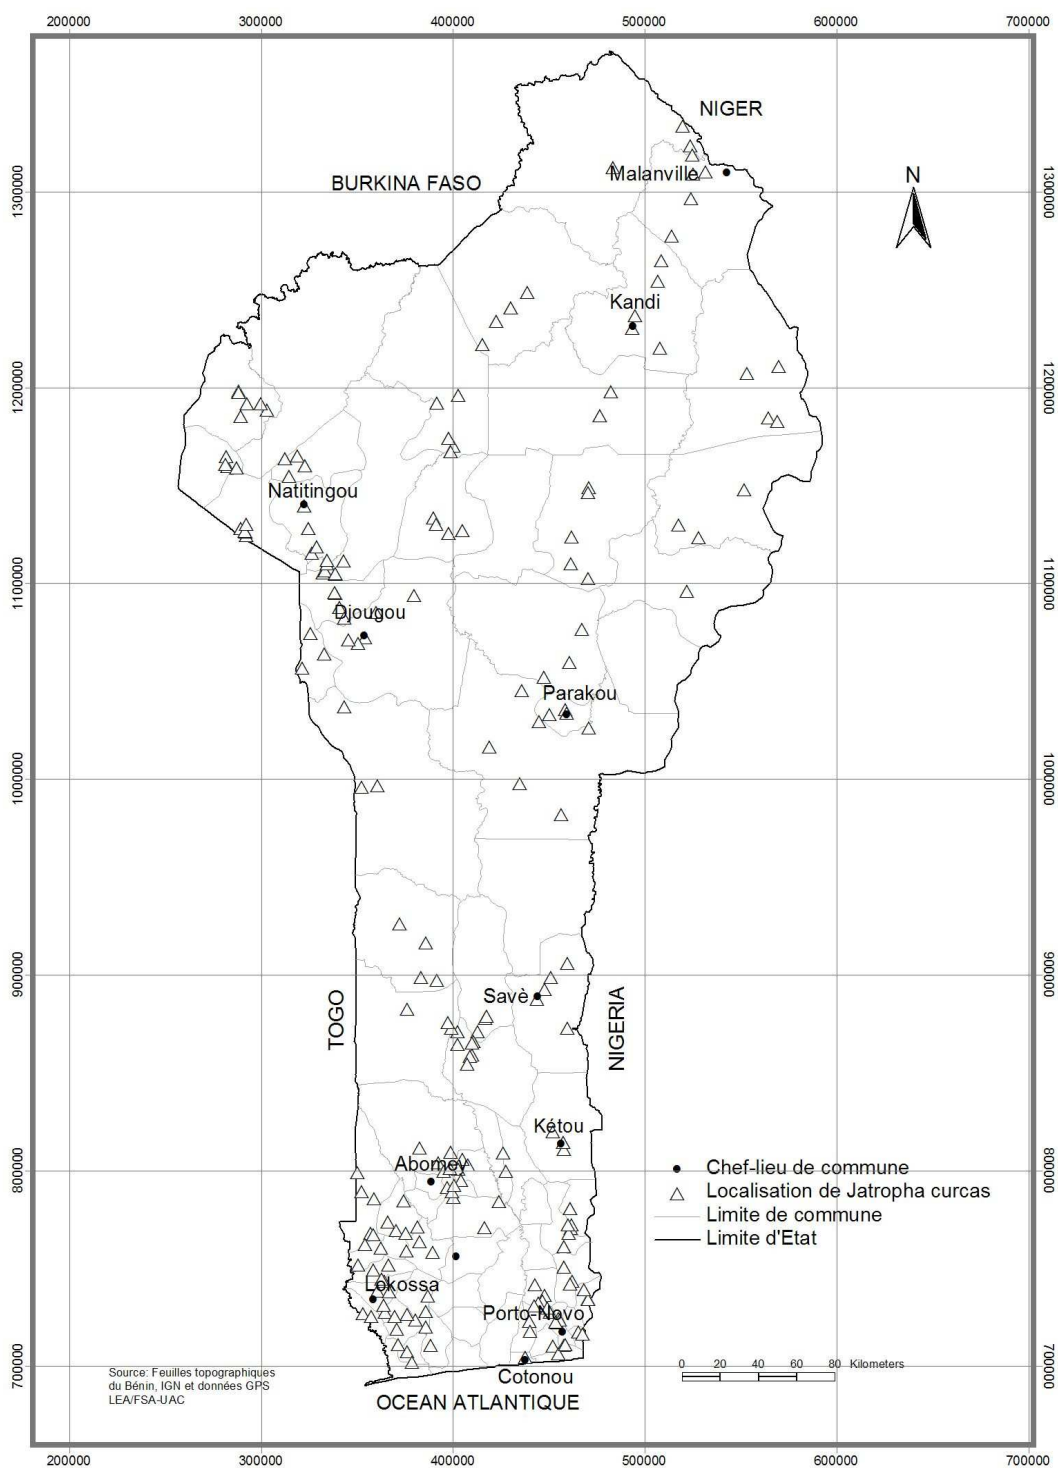 200000 300000 400000 500000 600000 700000
NIGER
BURKINA FASO
Malanville
N
1300000 1300000
Kandi
1200000 1200000
Natitingou
1100000 1100000
Djougou
Parakou
1000000 1000000
900000 900000
Savè
TOGO
NIGERIA
Kétou
Abomey
800000 800000
Chef-lieu de commune
Localisation de Jatropha curcas
Limite de commune
Limite d'Etat
Lokossa
Porto-Novo
700000 700000
0 20 40 60 80 Kilometers
Cotonou
OCEAN ATLANTIQUE
Source: Feuilles topographiques
du Bénin, IGN et données GPS
LEA/FSA-UAC
200000 300000 400000 500000 600000 700000